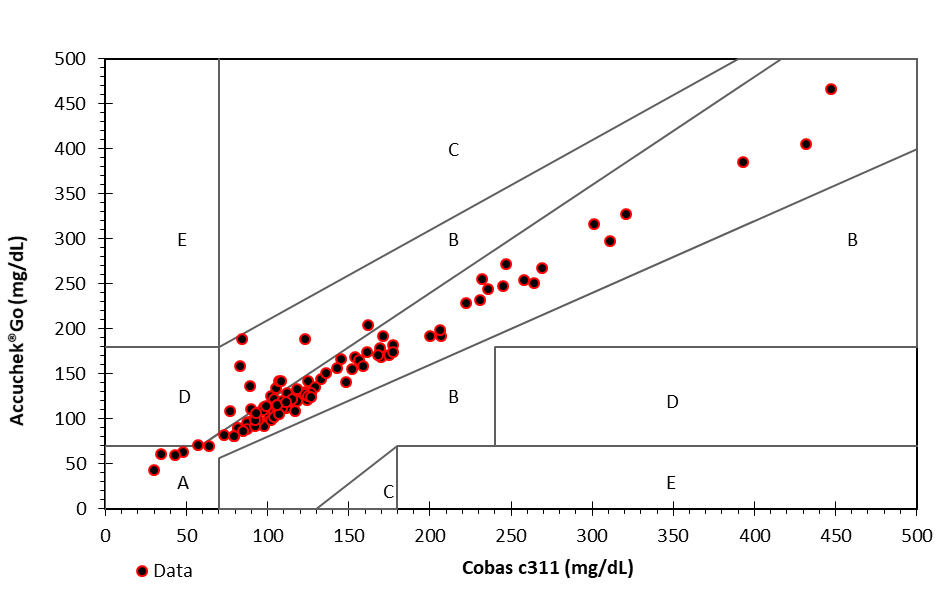 500
450
400
350
300
250
200
150
100
50
0
Accuchek®Go (mg/dL)
C
E
B
B
D
B
D
A
C
E
0 50 100 150 200 250 300 350 400 450 500
Cobas c311 (mg/dL)
Data